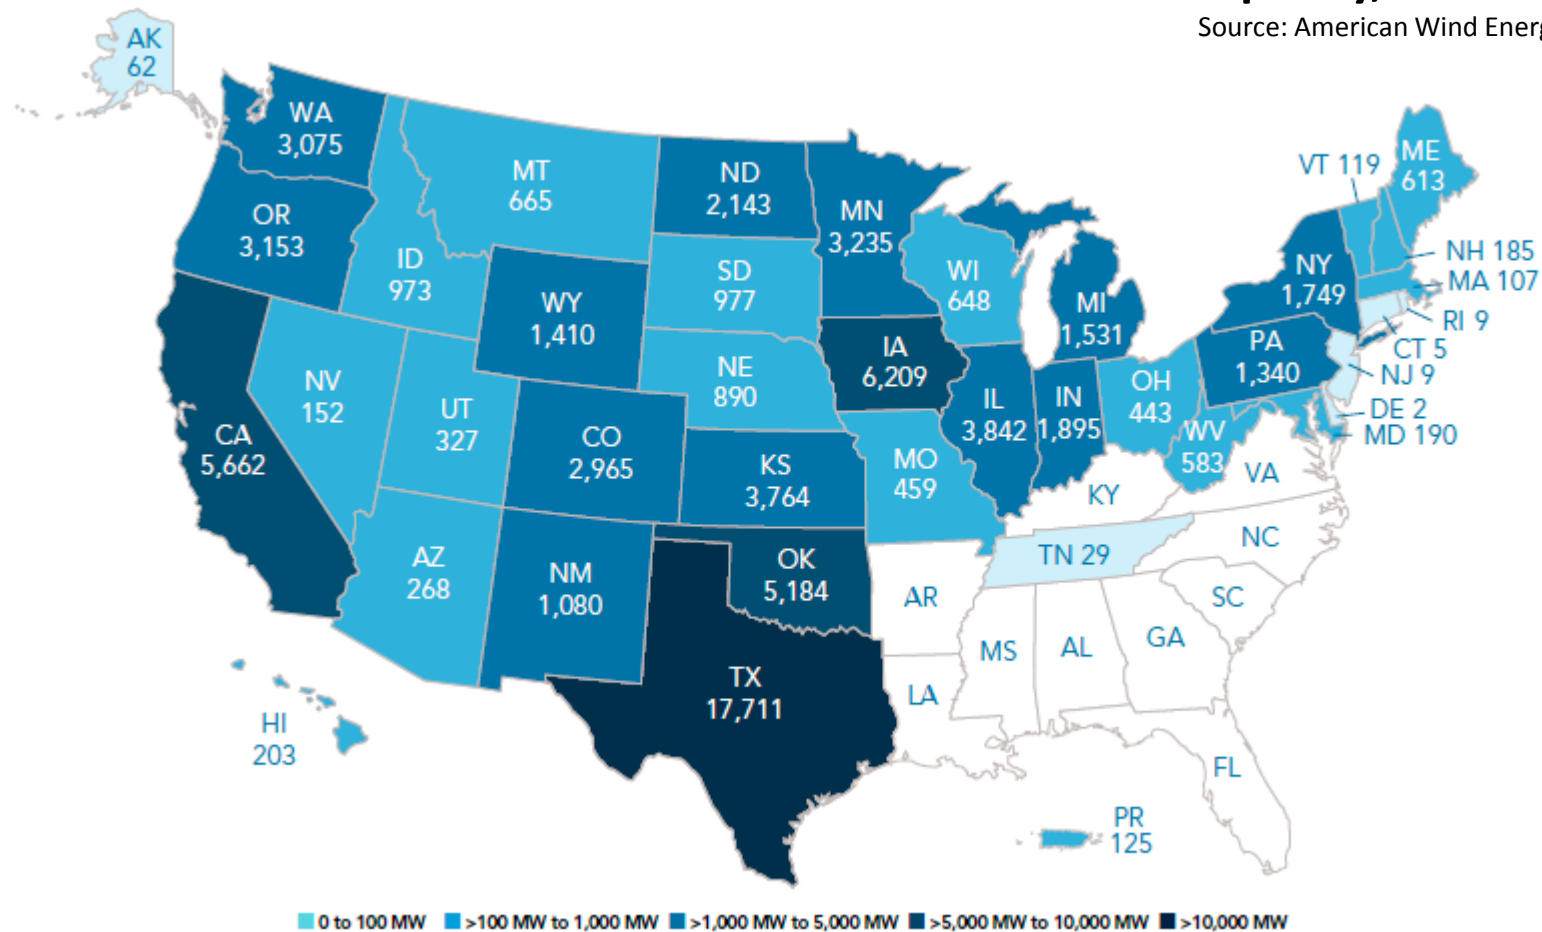 Source: American Wind Energ
AK
62
WA
3,075
MT
665
ND
2,143
MN
3,235
VT 119
ME
613
OR
3,153
ID
973
SD
977
WI
648
NH 185
MA 107
NY
1,749
WY
1,410
MI
1,531
RI 9
CT 5
IA
6,209
PA
1,340
NJ 9
NV
152
NE
890
OH
443
DE 2
MD 190
UT
327
IL
3,842
IN
1,895
CA
5,662
CO
2,965
WV
583
KS
3,764
MO
459
VA
KY
AZ
268
NM
1,080
OK
5,184
TN 29
NC
AR
SC
MS
AL
GA
TX
17,711
LA
HI
203
FL
PR
125
0 to 100 MW >100 MW to 1,000 MW >1,000 MW to 5,000 MW >5,000 MW to 10,000 MW >10,000 MW